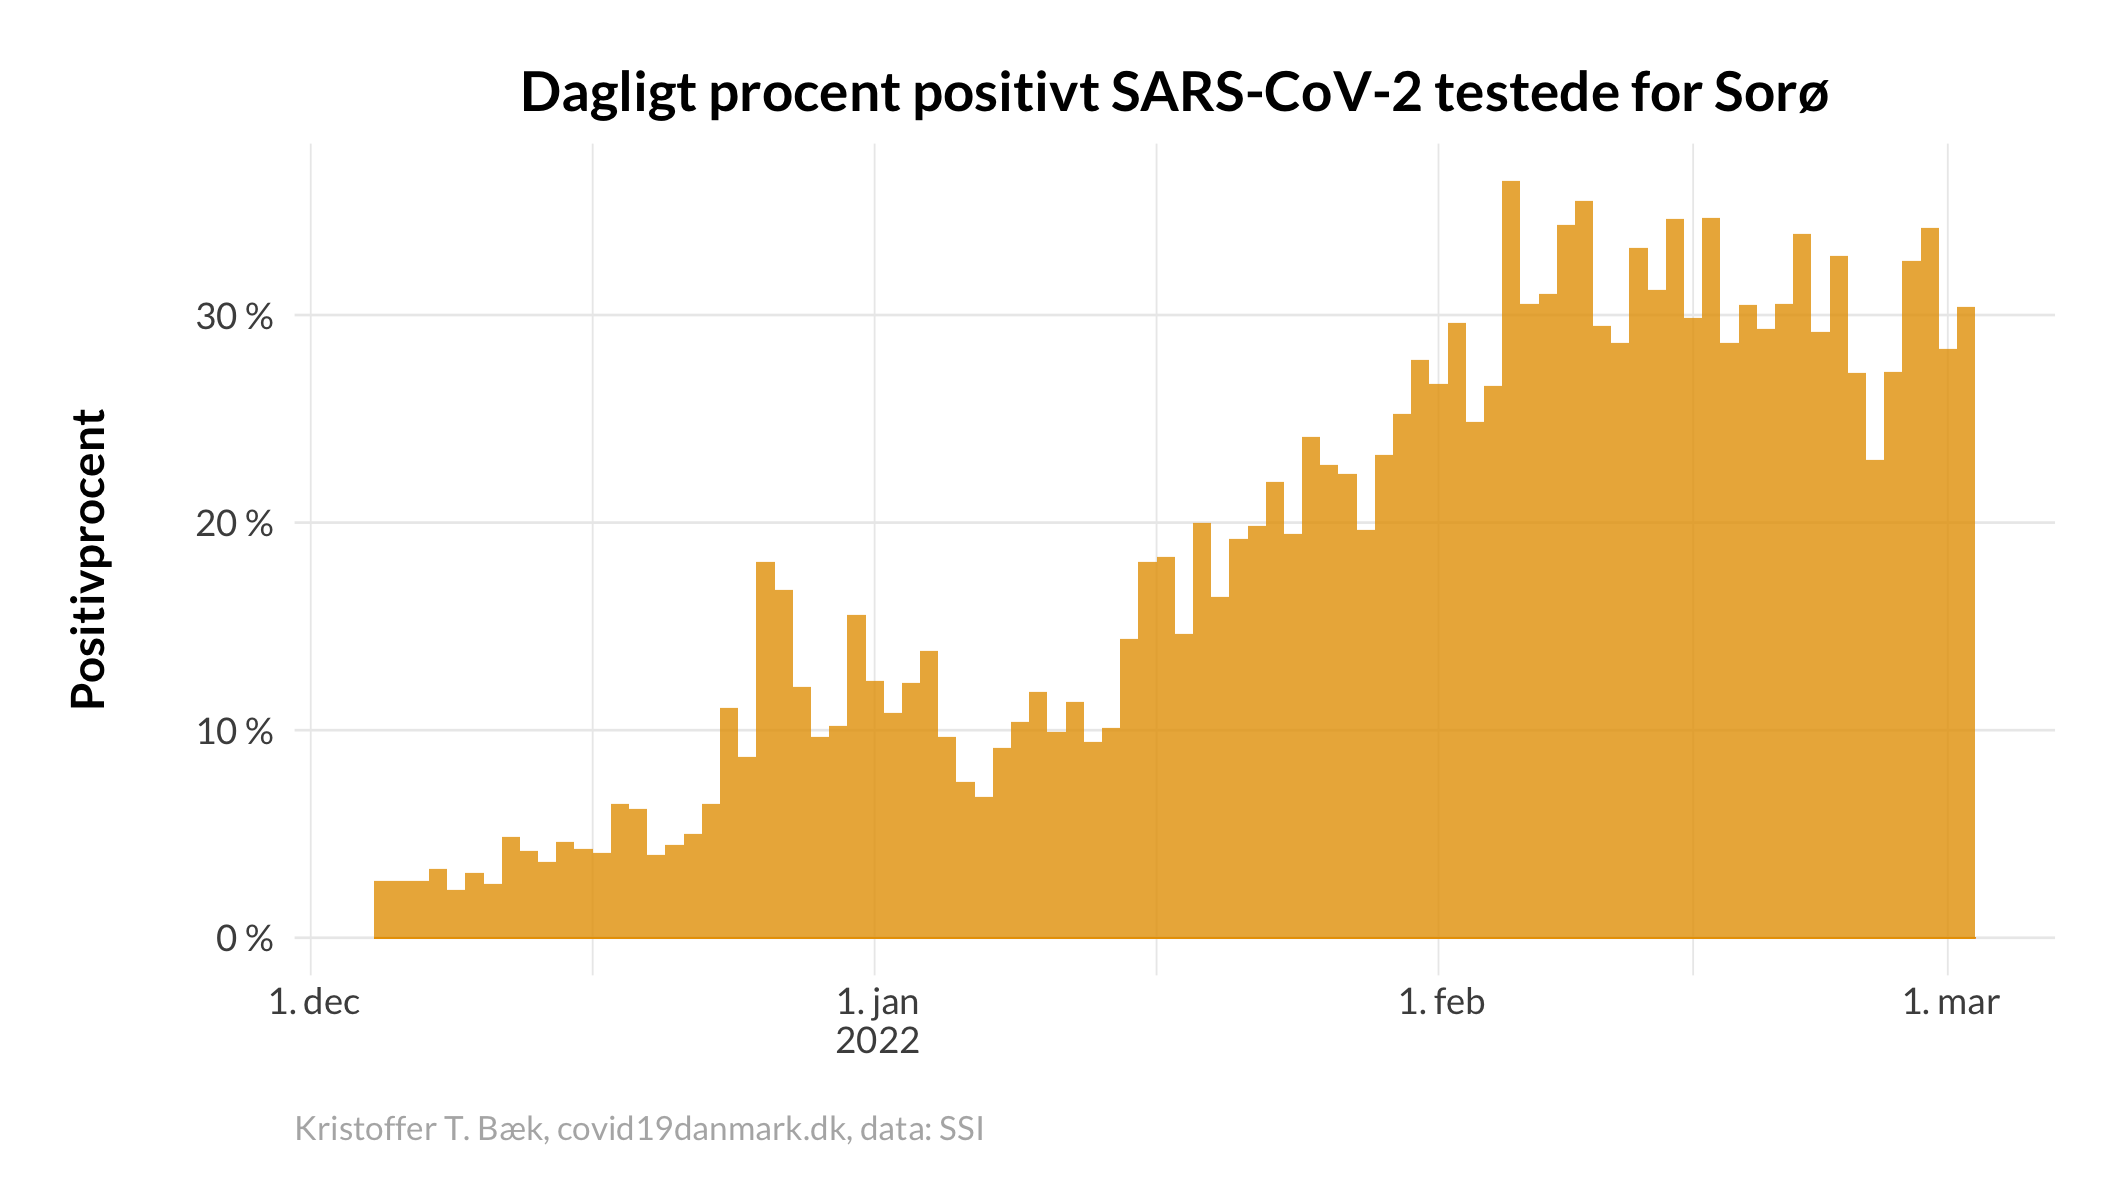 Dagligt procent positivt SARS-CoV-2 testede for Sorø
Positivprocent
30 %
20 %
10 %
0 %
1. dec
1. jan
2022
1. feb
1. mar
Kristoffer T. Bæk, covid19danmark.dk, data: SSI